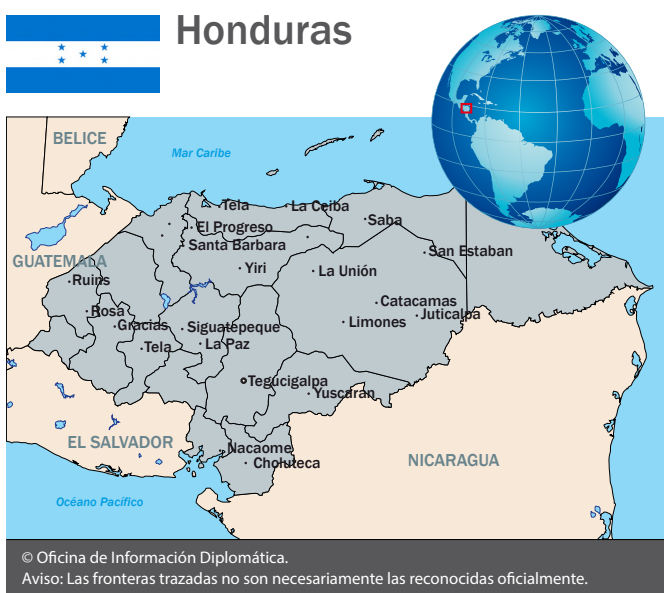 Honduras
BELICE
Mar Caribe
Tela
La Ceiba
Saba
El Progreso
Santa Bárbara
San Estaban
GUATEMALA
Yiri
La Unión
Ruins
Catacamas
Rosa
Gracias
Siguatepeque
Limones
Juticalpa
Tela
La Paz
Tegucigalpa
Yuscarán
EL SALVADOR
Nacaome
Choluteca
NICARAGUA
Océano Pacífico
© Oficina de Información Diplomática.
Aviso: Las fronteras trazadas no son necesariamente las reconocidas oficialmente.